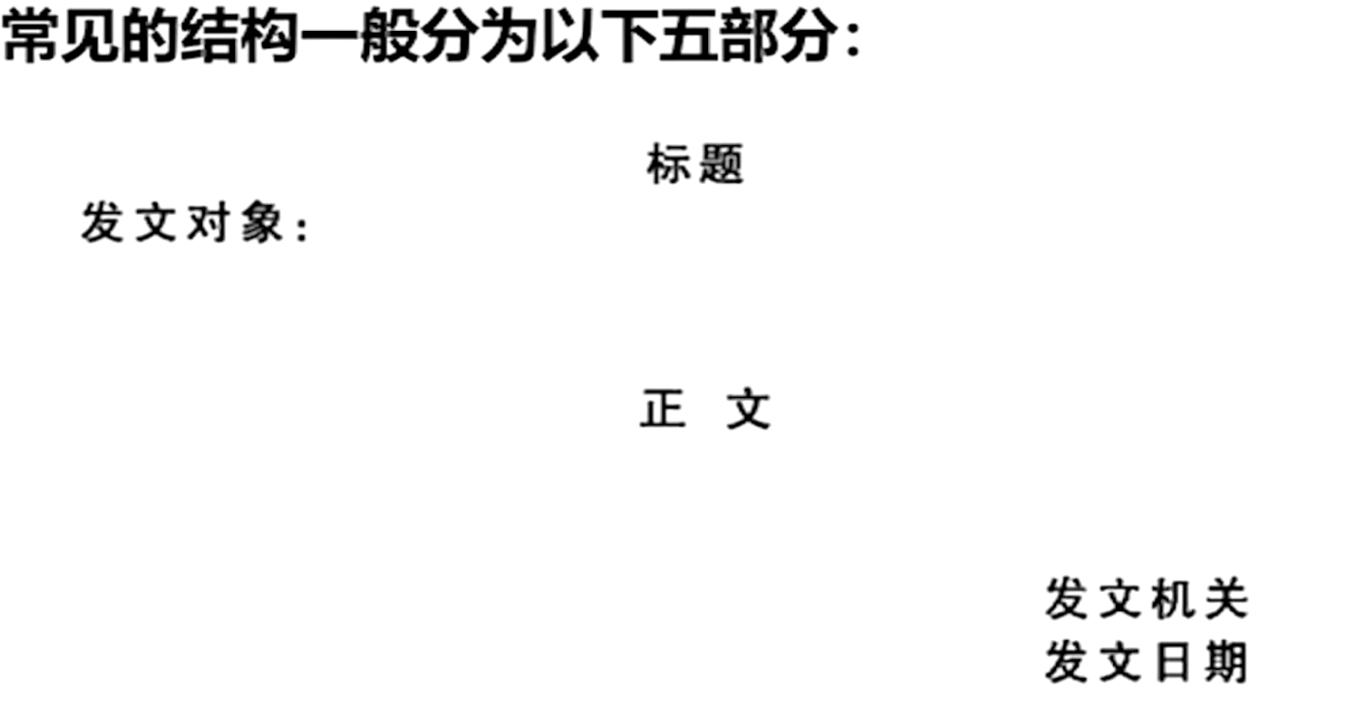 常见的结构一般分为以下五部分：
标题
发文对象：
正 文
发文机关
发文日期